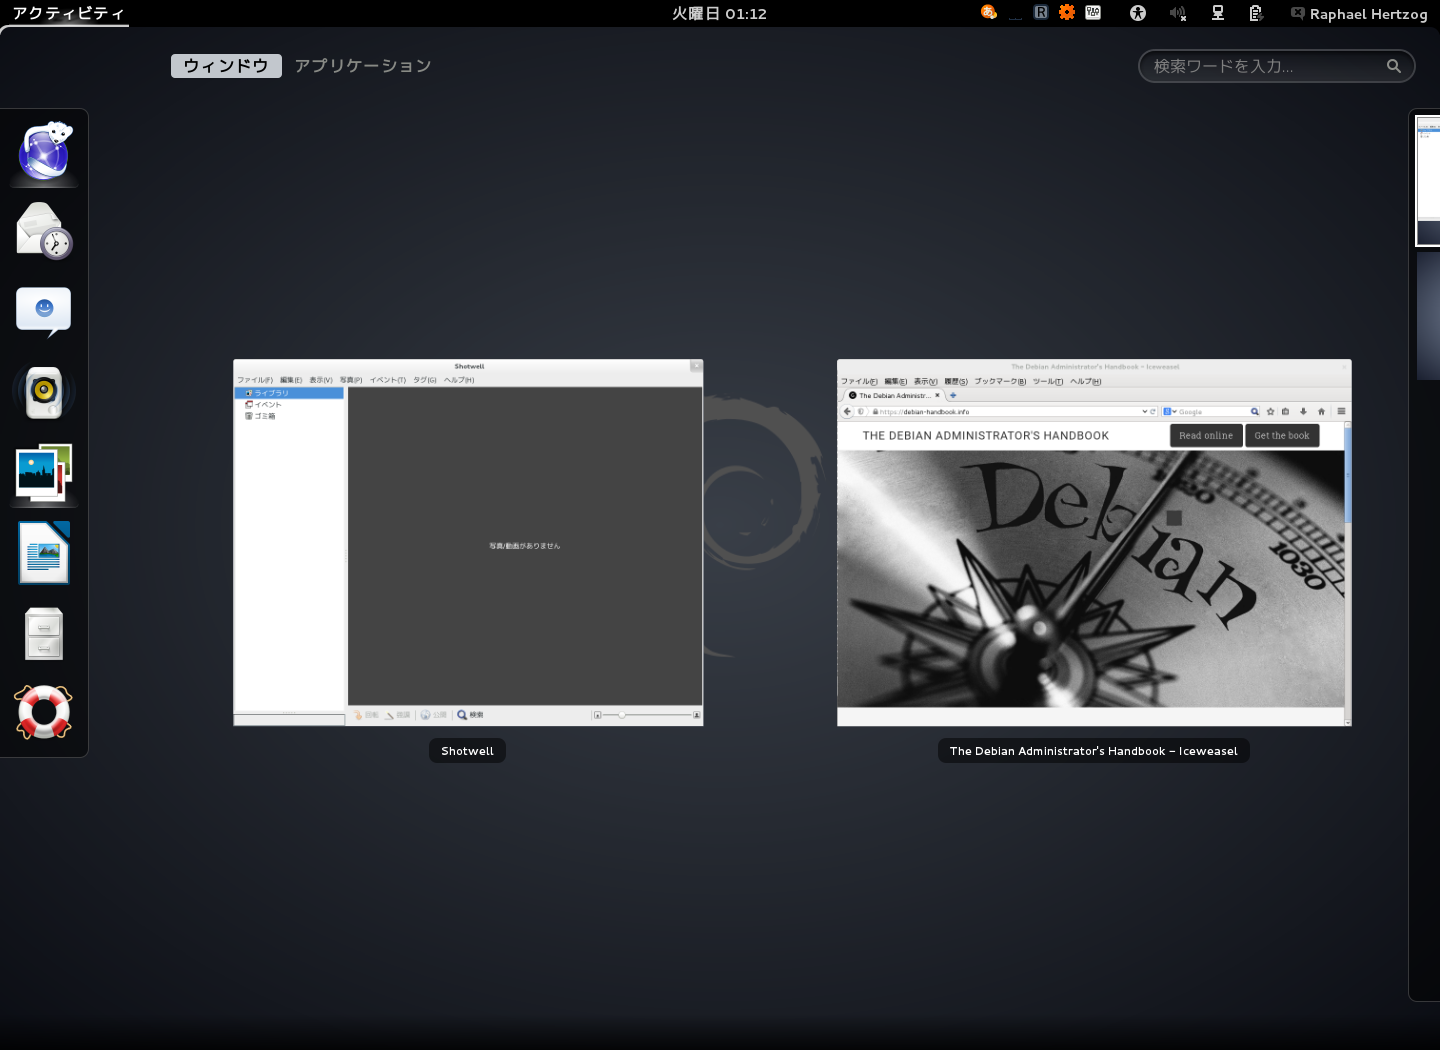 アクティビティ
火曜日 01:12
あ
R
Raphael Hertzog
ウィンドウ
アプリケーション
検索ワードを入力...
Shotwell
ファイル(F) 編集(E) 表示(V) 写真(P) イベント(T) タグ(G) ヘルプ(H)
ライブラリ
イベント
ゴミ箱
写真/動画がありません
回転
公開
検索
Shotwell
The Debian Administrator's Handbook - Iceweasel
ファイル(F) 編集(E) 表示(V) 履歴(S) ブックマーク(B) ツール(T) ヘルプ(H)
The Debian Administr...
https://debian-handbook.info
Google
THE DEBIAN ADMINISTRATOR'S HANDBOOK
Read online
Get the book
Debian
1020
1030
The Debian Administrator's Handbook - Iceweasel